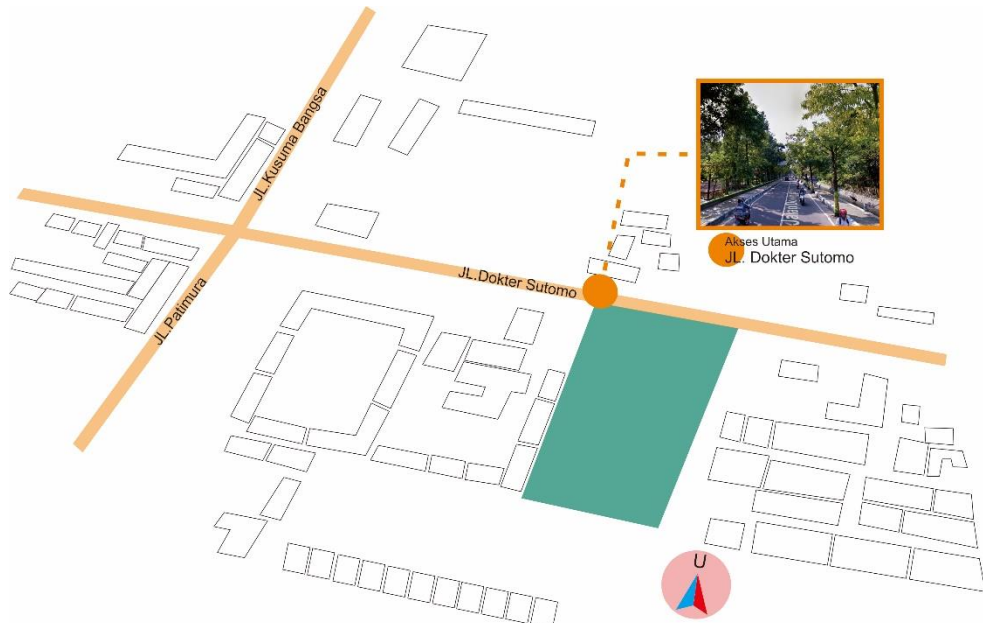 JL.Kusuma Bangsa
Akses Utama
JL. Dokter Sutomo
JL.Dokter Sutomo
JL.Patimura
U